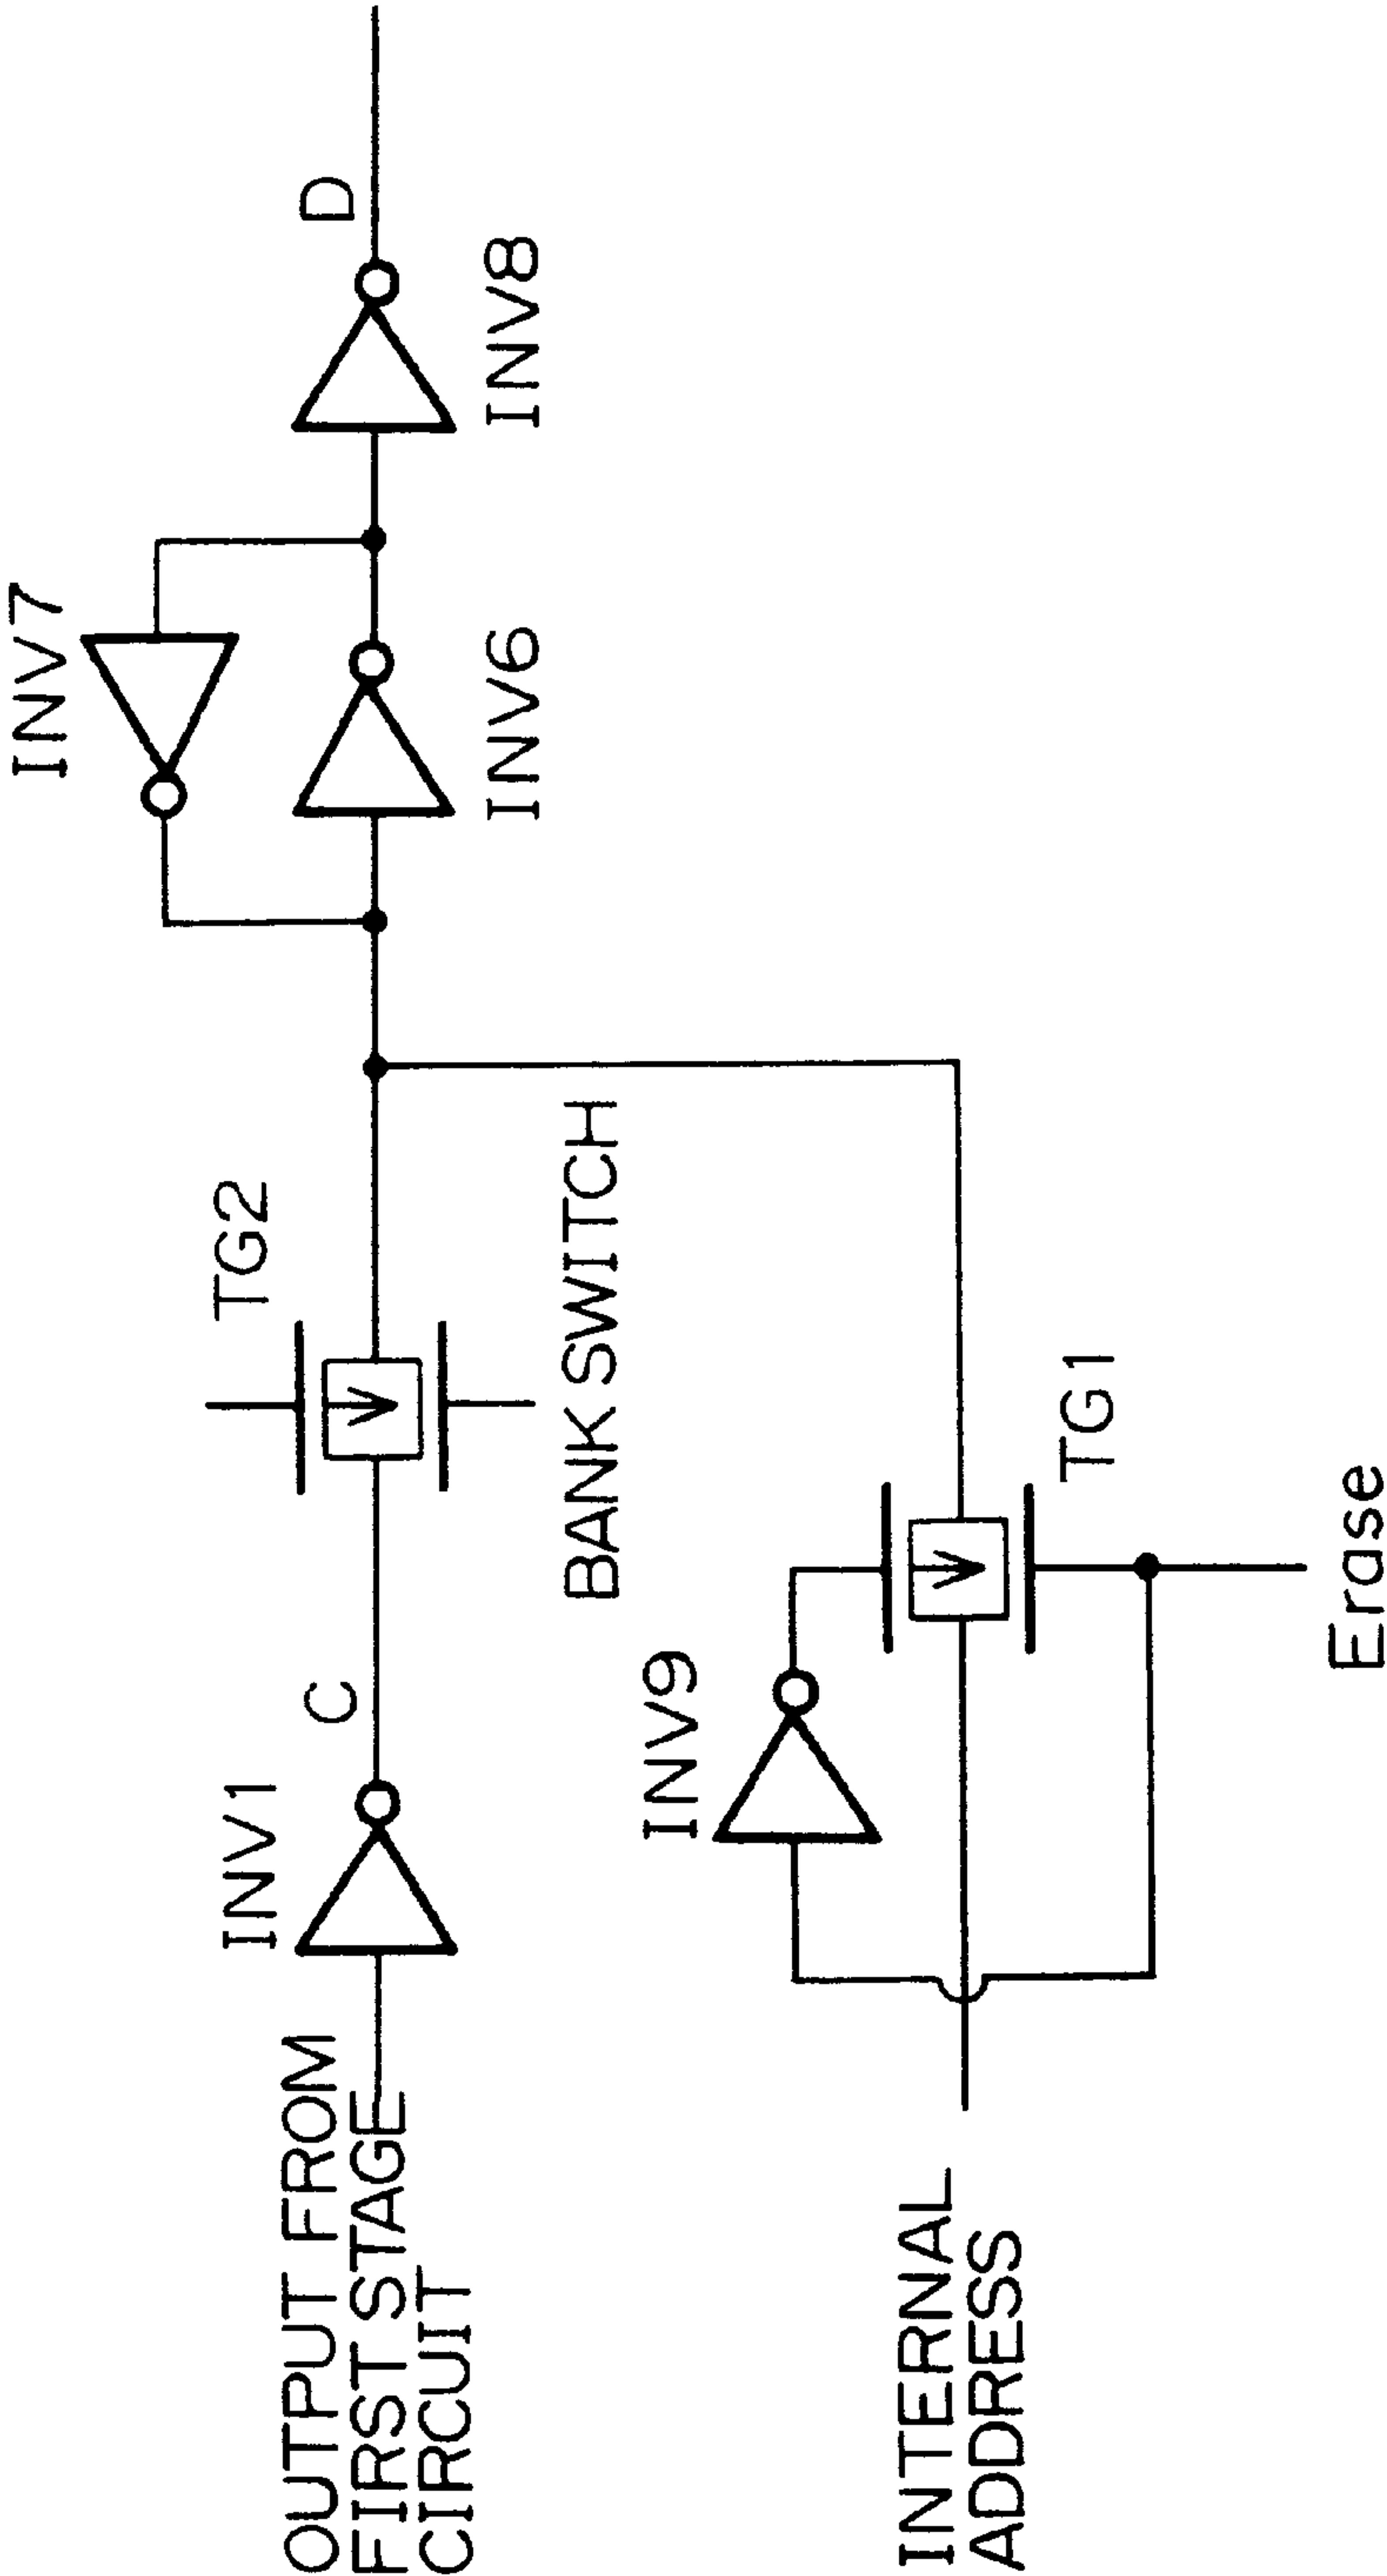 OUTPUT FROM
FIRST STAGE
CIRCUIT
INV1
C
TG2
BANK SWITCH
INV7
INV6
D
INV8
INTERNAL
ADDRESS
INV9
TG1
Erase